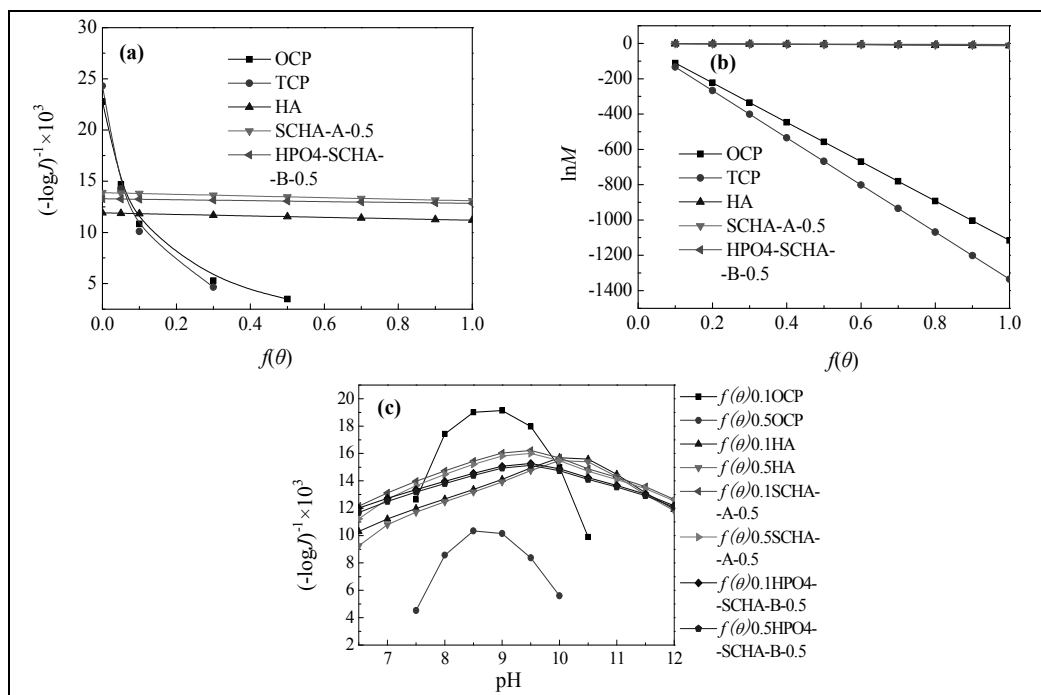 (a)
OCP
TCP
HA
SCHA-A-0.5
HPO4-SCHA-
-B-0.5
(-logJ)⁻¹×10³
30
25
20
15
10
5
0.0 0.2 0.4 0.6 0.8 1.0
f(θ)
(b)
OCP
TCP
HA
SCHA-A-0.5
HPO4-SCHA-
-B-0.5
lnM
0
-200
-400
-600
-800
-1000
-1200
-1400
0.0 0.2 0.4 0.6 0.8 1.0
f(θ)
(c)
(-logJ)⁻¹×10³
20
18
16
14
12
10
8
6
4
2
7 8 9 10 11 12
pH
f(θ)0.1OCP
f(θ)0.5OCP
f(θ)0.1HA
f(θ)0.5HA
f(θ)0.1SCHA-
-A-0.5
f(θ)0.5SCHA-
-A-0.5
f(θ)0.1HPO4-
-SCHA-B-0.5
f(θ)0.5HPO4-
-SCHA-B-0.5